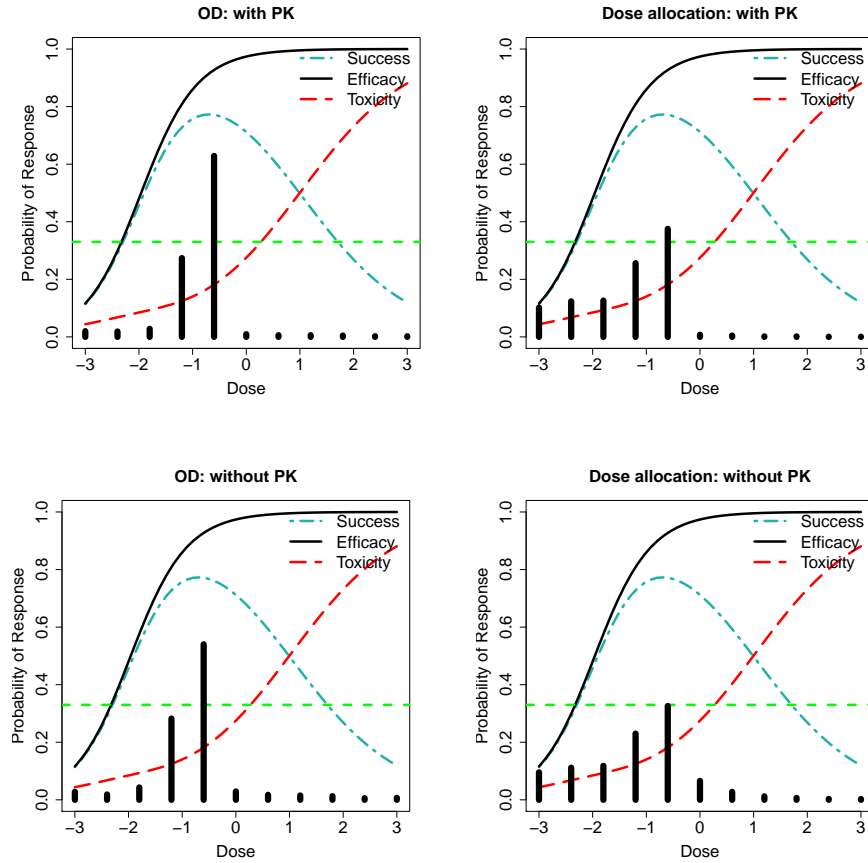 OD: with PK
Probability of Response
1.0
0.8
0.6
0.4
0.2
0.0
Success
Efficacy
Toxicity
−3 −2 −1 0 1 2 3
Dose
Dose allocation: with PK
Probability of Response
1.0
0.8
0.6
0.4
0.2
0.0
Success
Efficacy
Toxicity
−3 −2 −1 0 1 2 3
Dose
OD: without PK
Probability of Response
1.0
0.8
0.6
0.4
0.2
0.0
Success
Efficacy
Toxicity
−3 −2 −1 0 1 2 3
Dose
Dose allocation: without PK
Probability of Response
1.0
0.8
0.6
0.4
0.2
0.0
Success
Efficacy
Toxicity
−3 −2 −1 0 1 2 3
Dose